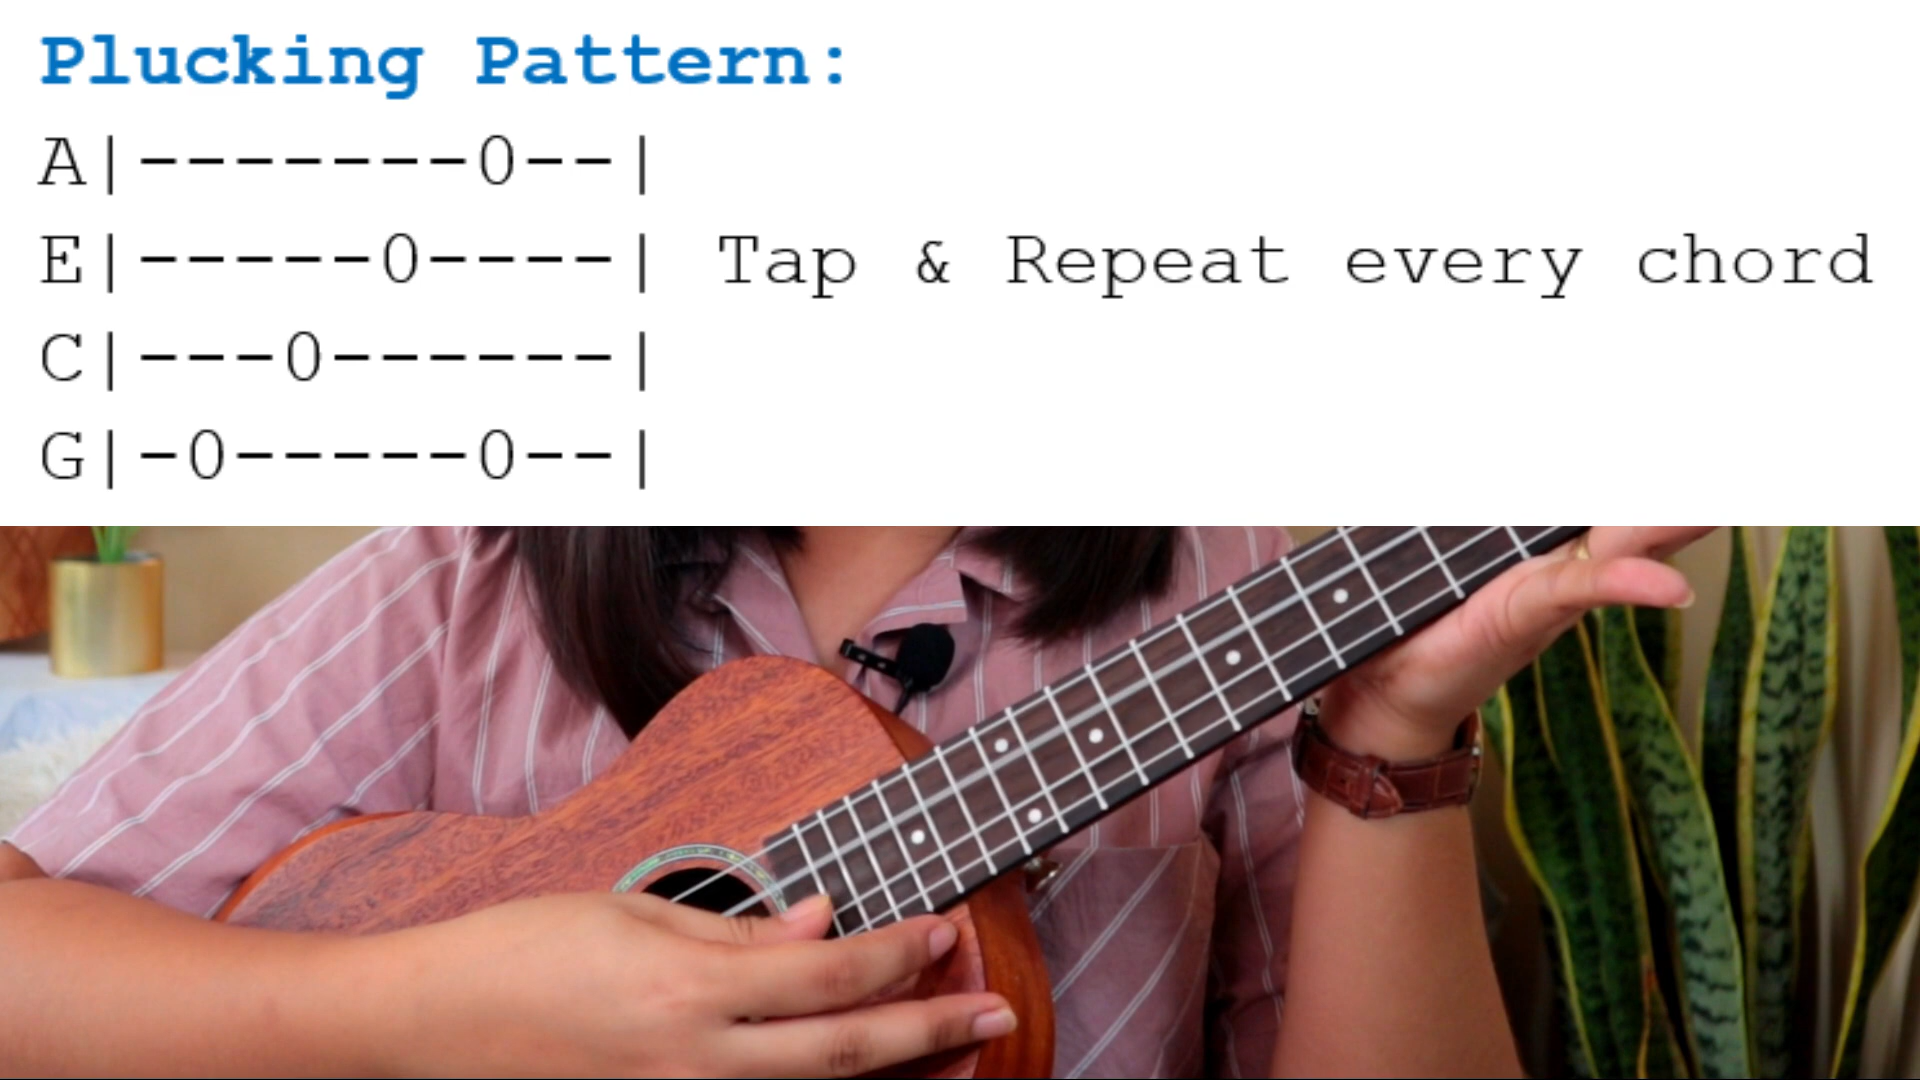 Plucking Pattern:
A|-------0--|
E|-----0----| Tap & Repeat every chord
C|---0------|
G|-0-----0--|